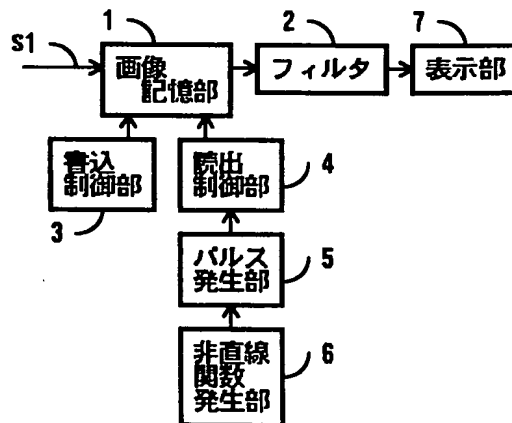 1
2
7
S1
画像
記憶部
フィルタ
表示部
書込
制御部
3
読出
制御部
4
パルス
発生部
5
非直線
関数
発生部
6